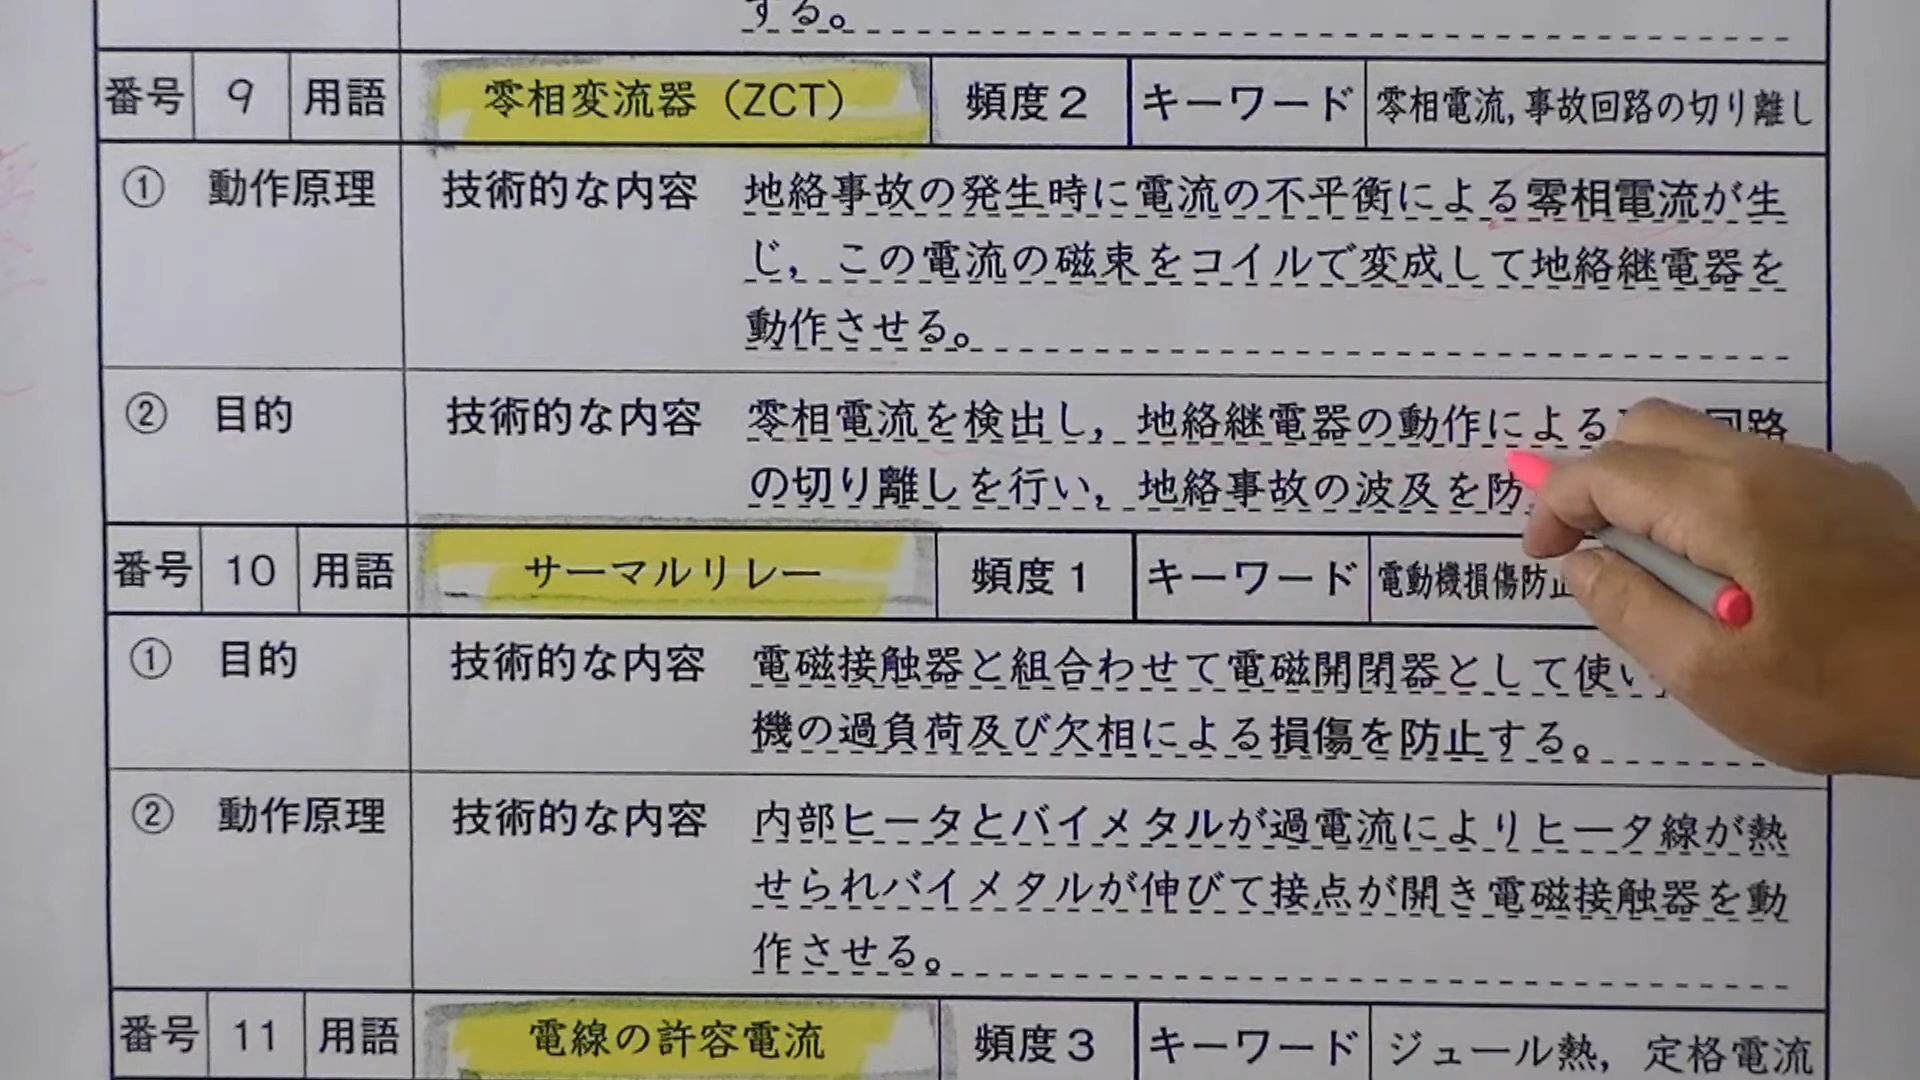 する。
番号 9 用語 零相変流器（ZCT） 頻度2 キーワード 零相電流,事故回路の切り離し
① 動作原理 技術的な内容 地絡事故の発生時に電流の不平衡による零相電流が生
じ，この電流の磁束をコイルで変成して地絡継電器を
動作させる。
② 目的 技術的な内容 零相電流を検出し，地絡継電器の動作による 回路
の切り離しを行い，地絡事故の波及を防
番号 10 用語 サーマルリレー 頻度1 キーワード 電動機損傷防止
① 目的 技術的な内容 電磁接触器と組合わせて電磁開閉器として使い
機の過負荷及び欠相による損傷を防止する。
② 動作原理 技術的な内容 内部ヒータとバイメタルが過電流によりヒータ線が熱
せられバイメタルが伸びて接点が開き電磁接触器を動
作させる。
番号 11 用語 電線の許容電流 頻度3 キーワード ジュール熱，定格電流